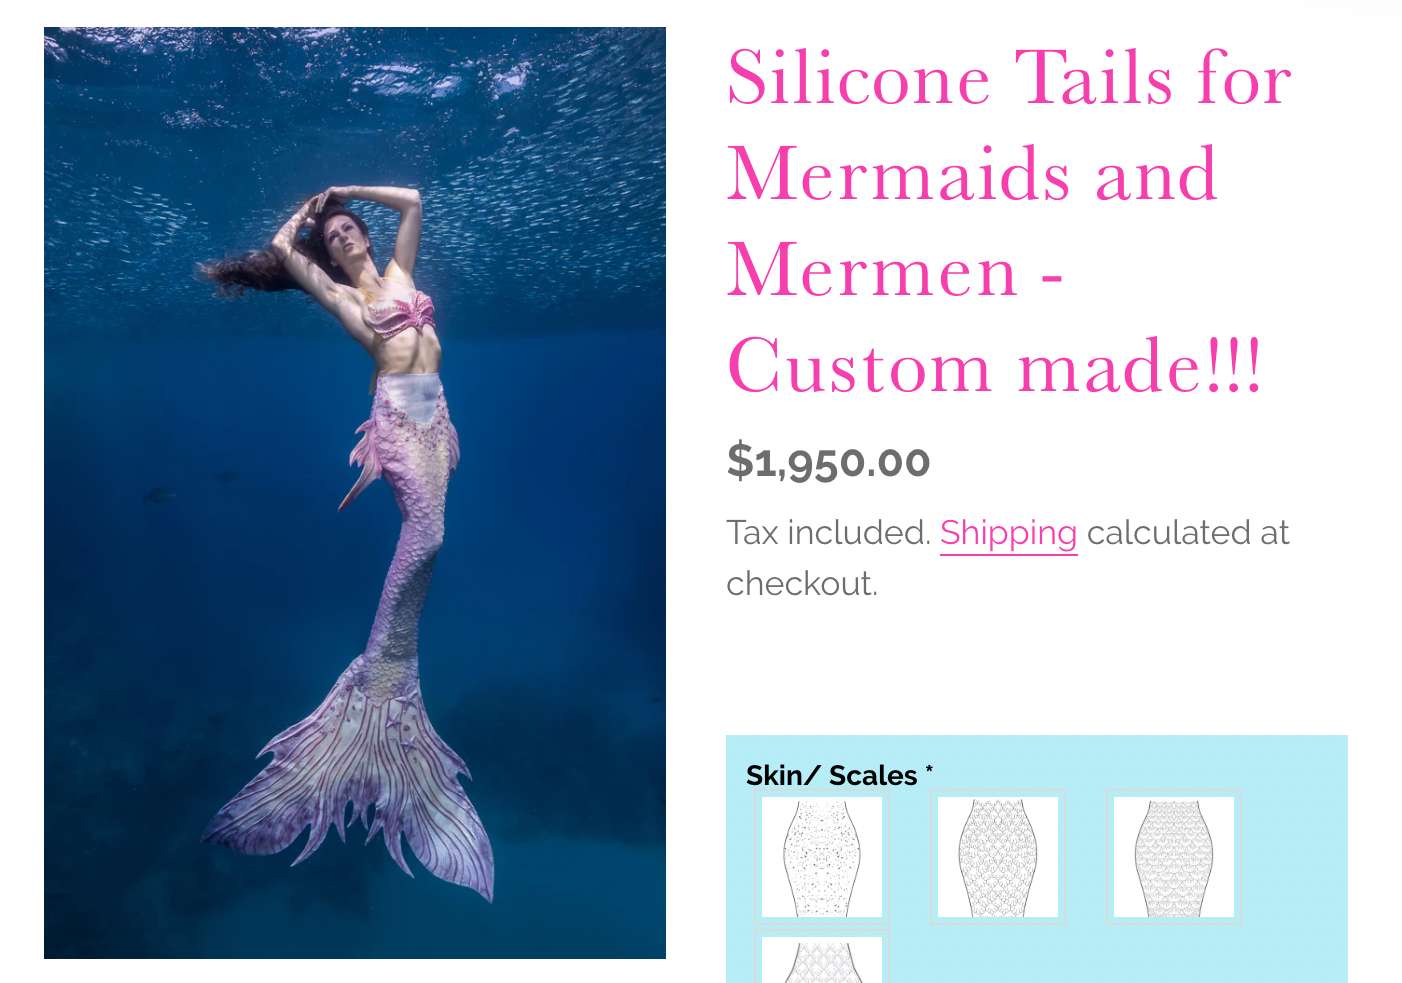 Silicone Tails for
Mermaids and
Mermen -
Custom made!!!
$1,950.00
Tax included. Shipping calculated at
checkout.
Skin/ Scales *